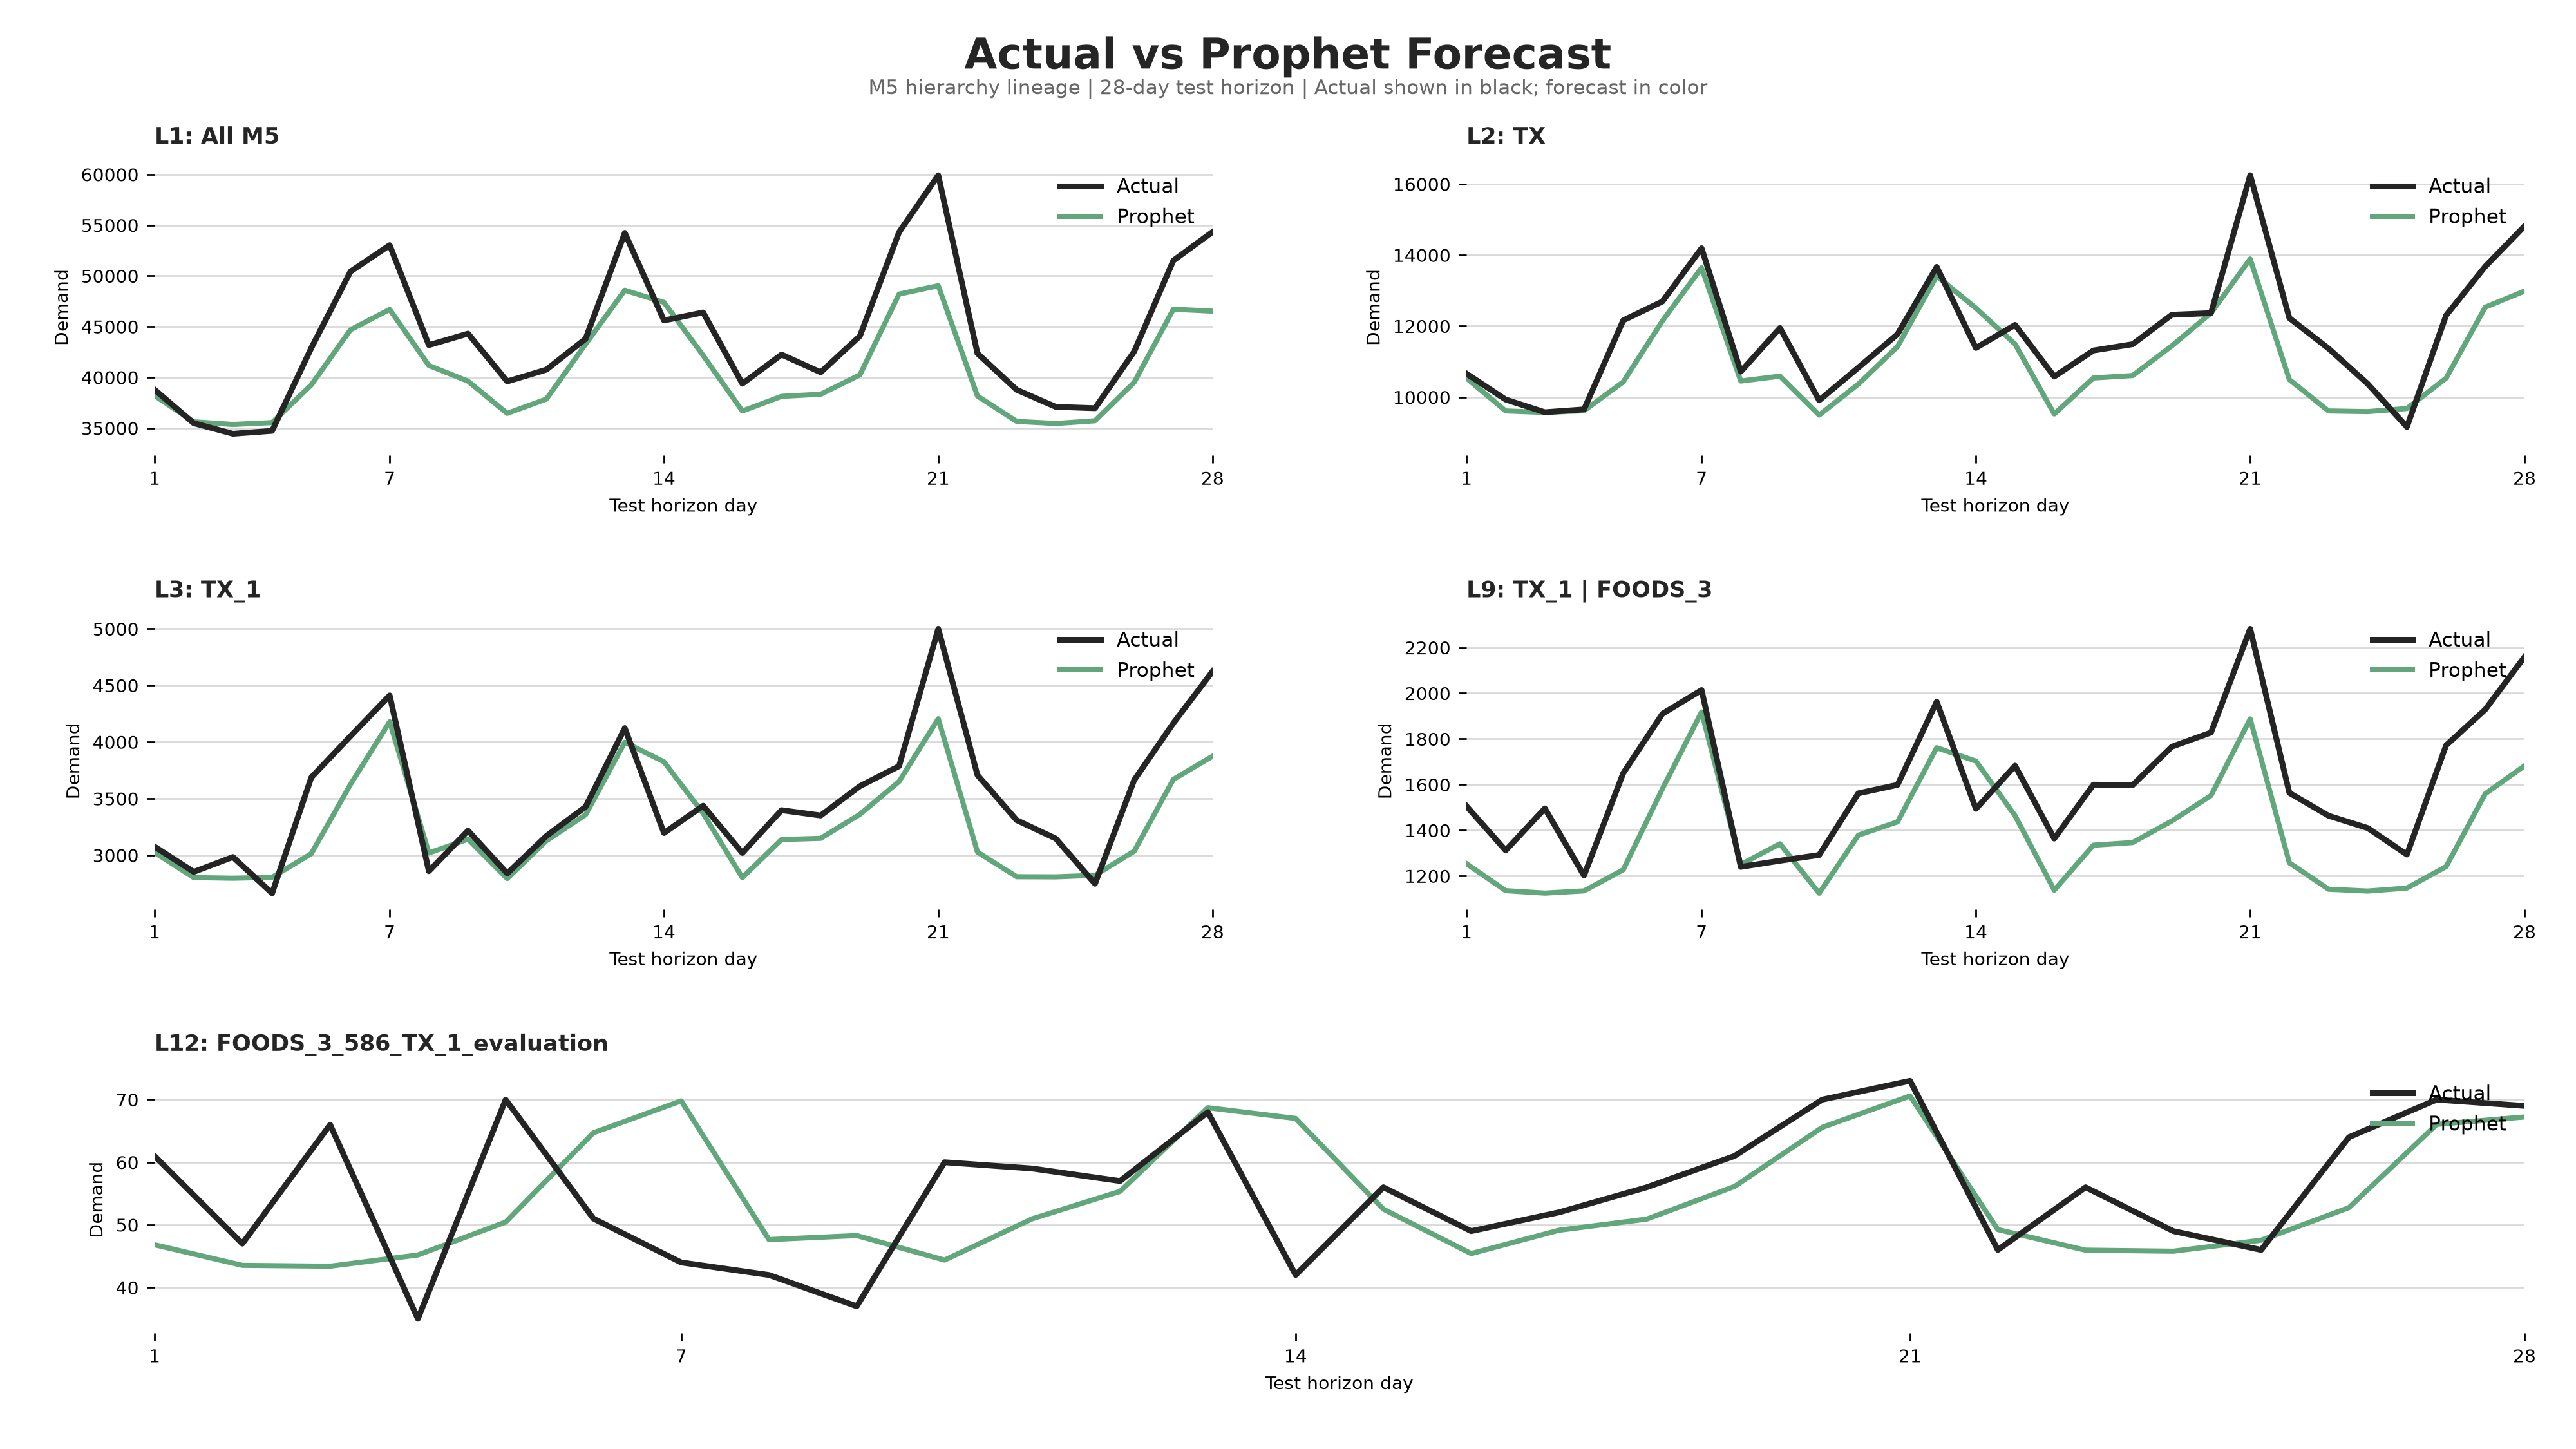 Actual vs Prophet Forecast
M5 hierarchy lineage | 28-day test horizon | Actual shown in black; forecast in color
L1: All M5
Demand
60000
55000
50000
45000
40000
35000
Actual
Prophet
1 7 14 21 28
Test horizon day
L2: TX
Demand
16000
14000
12000
10000
Actual
Prophet
1 7 14 21 28
Test horizon day
L3: TX_1
Demand
5000
4500
4000
3500
3000
Actual
Prophet
1 7 14 21 28
Test horizon day
L9: TX_1 | FOODS_3
Demand
2200
2000
1800
1600
1400
1200
Actual
Prophet
1 7 14 21 28
Test horizon day
L12: FOODS_3_586_TX_1_evaluation
Demand
70
60
50
40
Actual
Prophet
1 7 14 21 28
Test horizon day